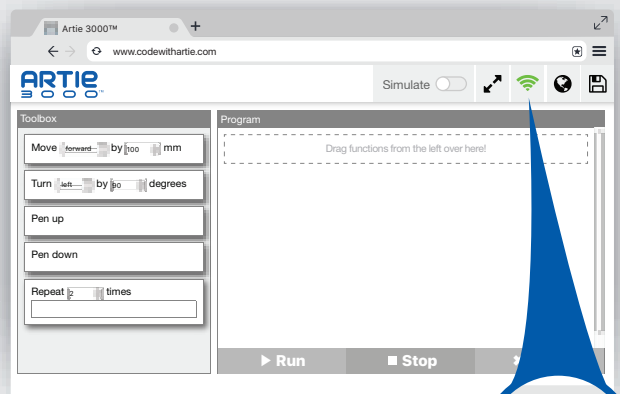 Artie 3000™
www.codewithartie.com
ARTIE
3000™
Simulate
Toolbox
Program
Move forward by 100 mm
Drag functions from the left over here!
Turn left by 90 degrees
Pen up
Pen down
Repeat 2 times
Run
Stop